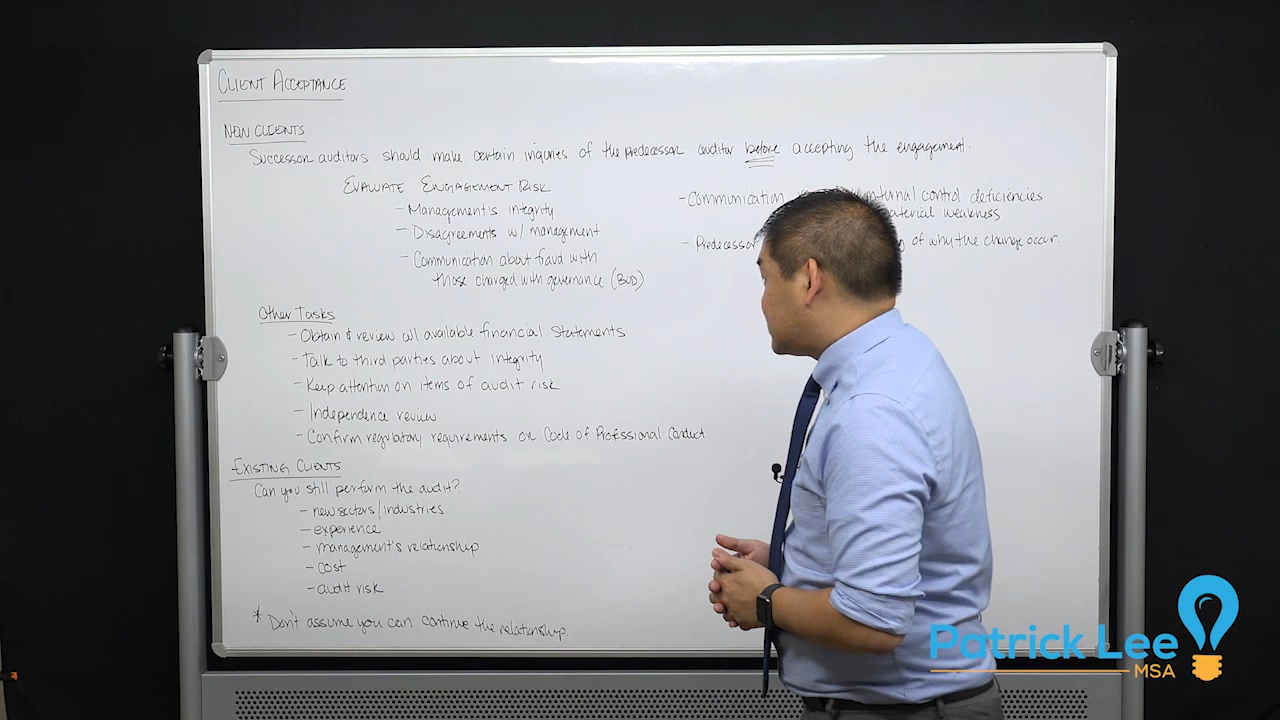 CLIENT ACCEPTANCE
NEW CLIENTS
Successor auditors should make certain inquiries of the predecessor auditor before accepting the engagement.
EVALUATE ENGAGEMENT RISK
- Management's integrity
- Disagreements w/ management
- Communication about fraud with
those charged with governance (BOD)
- Communication internal control deficiencies
material weakness
- Predecessor of why the change occur.
Other Tasks
- Obtain & review all available financial statements
- Talk to third parties about integrity
- Keep attention on items of audit risk
- Independence review
- Confirm regulatory requirements or Code of Professional Conduct
EXISTING CLIENTS
Can you still perform the audit?
- new sectors/industries
- experience
- management's relationship
- cost
- audit risk
* Don't assume you can continue the relationship.
Patrick Lee
MSA